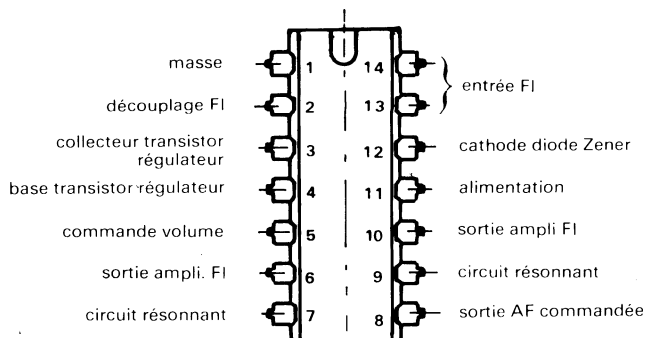 masse 1 14
découplage FI 2 13
entrée FI
collecteur transistor
régulateur 3 12 cathode diode Zener
base transistor régulateur 4 11 alimentation
commande volume 5 10 sortie ampli FI
sortie ampli. FI 6 9 circuit résonnant
circuit résonnant 7 8 sortie AF commandée